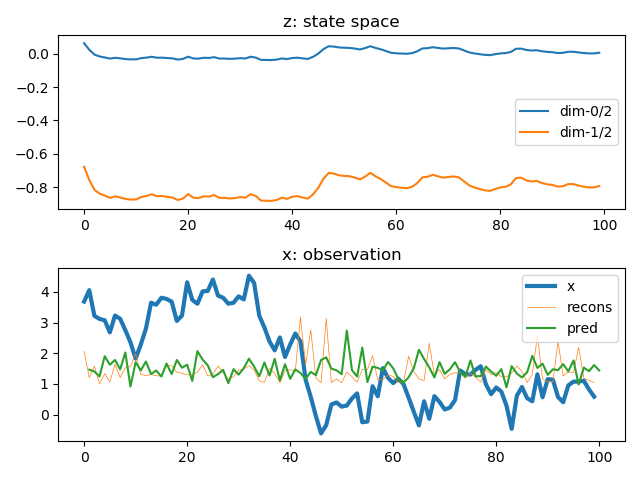 z: state space
0.0
−0.2
−0.4
−0.6
−0.8
dim-0/2
dim-1/2
0 20 40 60 80 100
x: observation
4
3
2
1
0
x
recons
pred
0 20 40 60 80 100